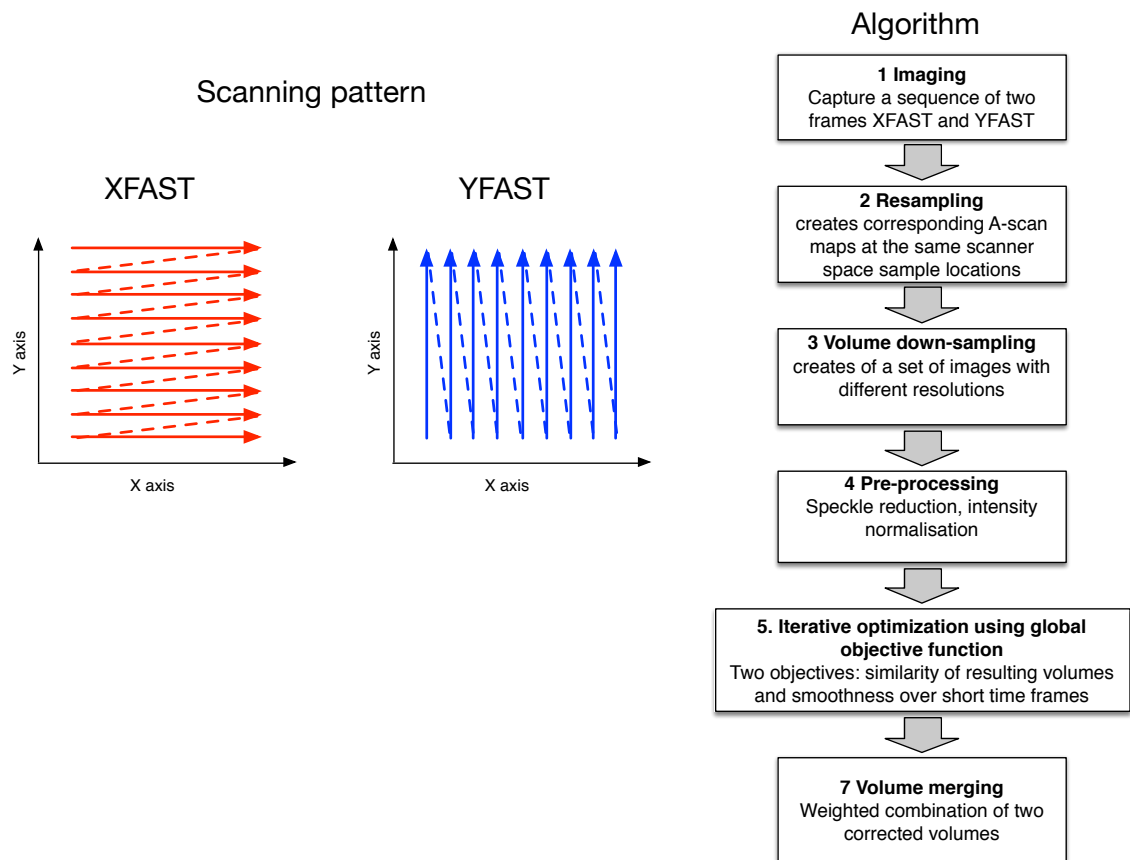 Scanning pattern
XFAST
Y axis
X axis
YFAST
Y axis
X axis
Algorithm
1 Imaging
Capture a sequence of two
frames XFAST and YFAST
2 Resampling
creates corresponding A-scan
maps at the same scanner
space sample locations
3 Volume down-sampling
creates of a set of images with
different resolutions
4 Pre-processing
Speckle reduction, intensity
normalisation
5. Iterative optimization using global
objective function
Two objectives: similarity of resulting volumes
and smoothness over short time frames
7 Volume merging
Weighted combination of two
corrected volumes